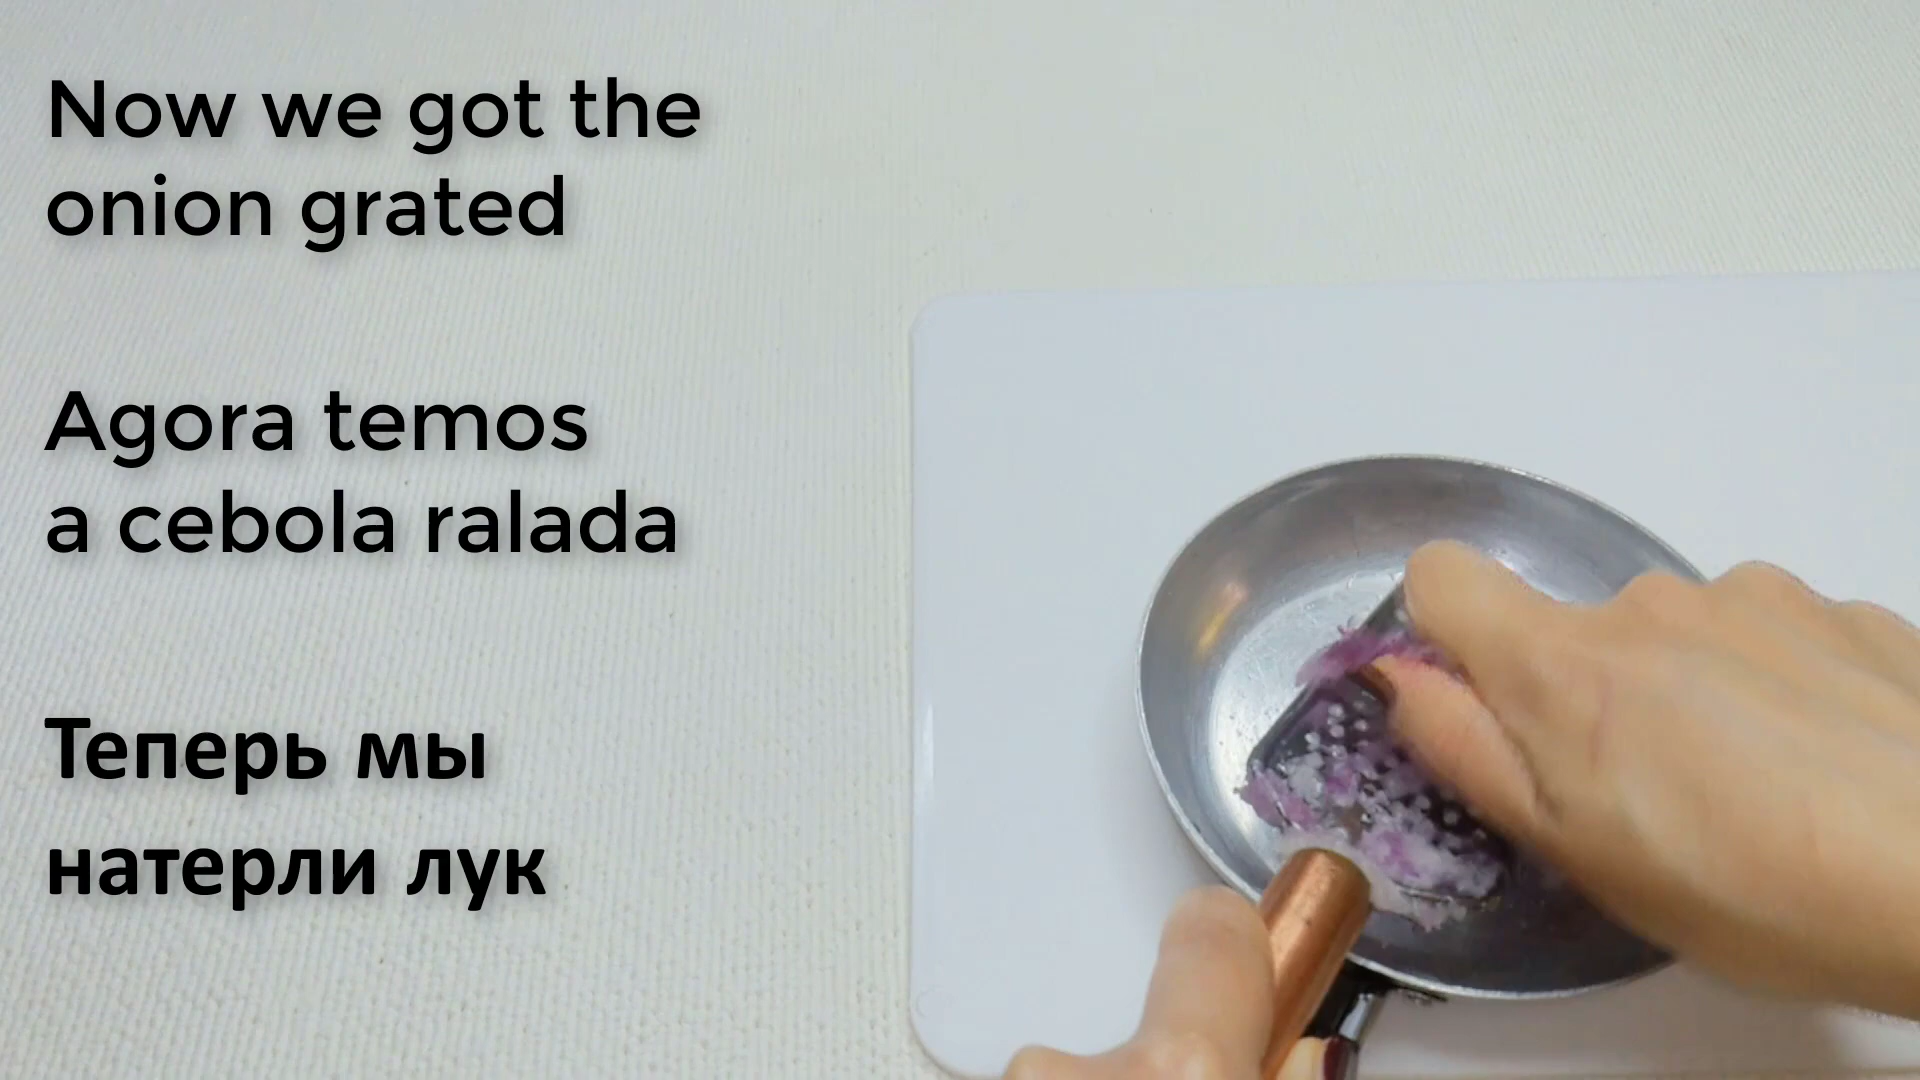 Now we got the
onion grated
Agora temos
a cebola ralada
Теперь мы
натерли лук